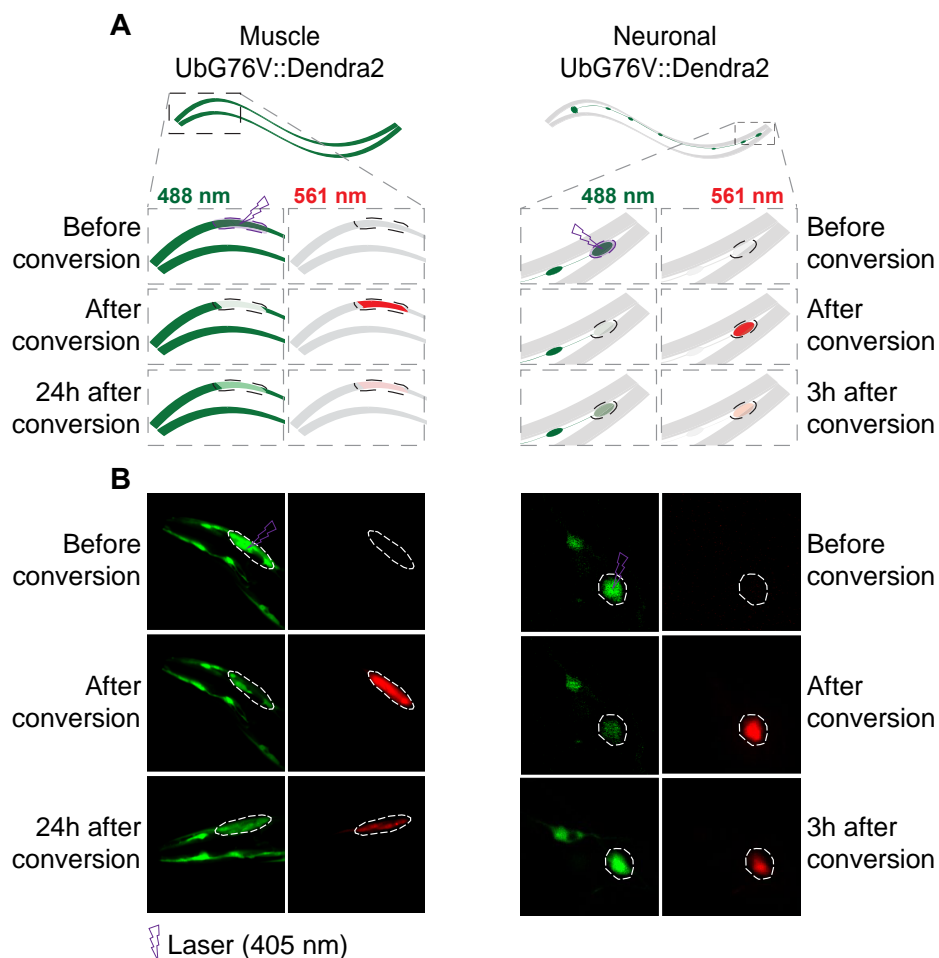 A
Muscle
UbG76V::Dendra2
Neuronal
UbG76V::Dendra2
488 nm
561 nm
488 nm
561 nm
Before
conversion
Before
conversion
After
conversion
After
conversion
24h after
conversion
3h after
conversion
B
Before
conversion
Before
conversion
After
conversion
After
conversion
24h after
conversion
3h after
conversion
Laser (405 nm)